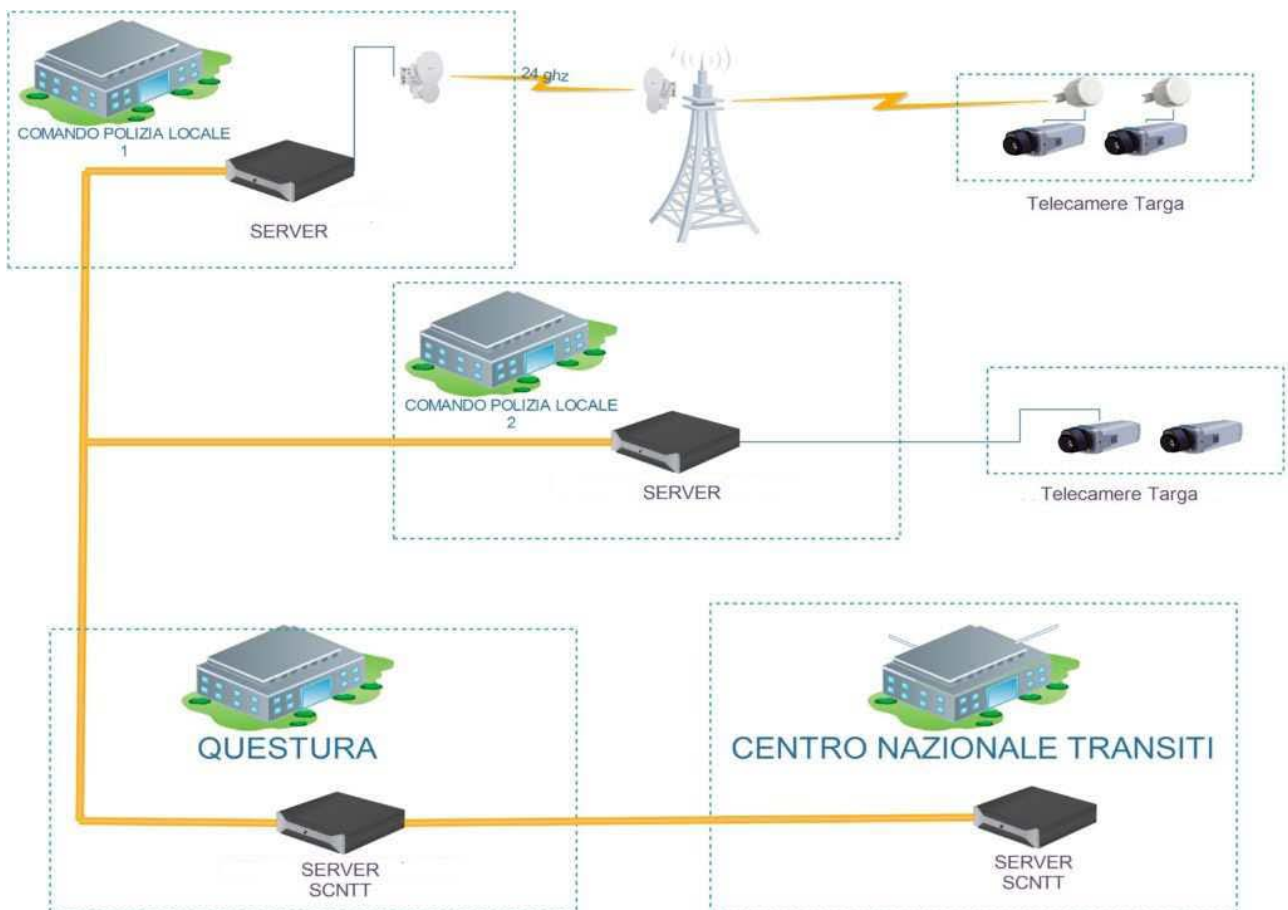 24 ghz
COMANDO POLIZIA LOCALE
1
SERVER
Telecamere Targa
COMANDO POLIZIA LOCALE
2
SERVER
Telecamere Targa
QUESTURA
CENTRO NAZIONALE TRANSITI
SERVER
SCNTT
SERVER
SCNTT